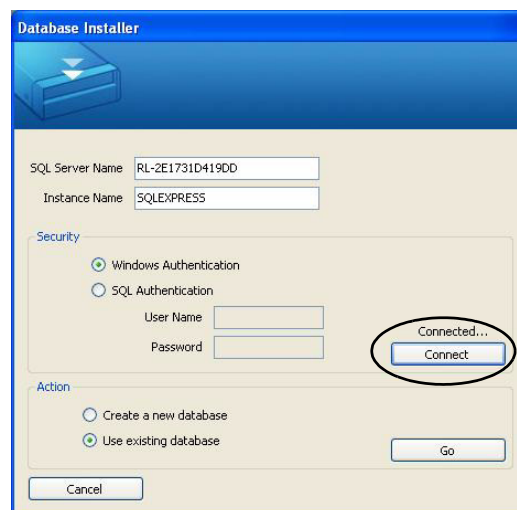 Database Installer
SQL Server Name RL-2E1731D419DD
Instance Name SQLEXPRESS
Security
Windows Authentication
SQL Authentication
User Name
Password
Connected...
Connect
Action
Create a new database
Use existing database
Go
Cancel